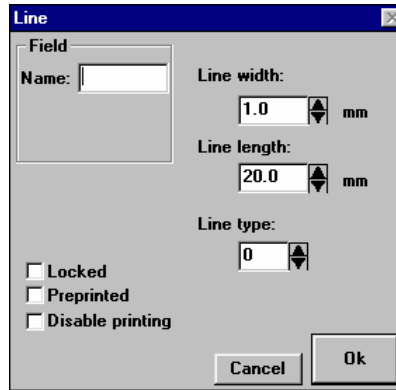 Line
Field
Name:
Line width:
1.0 mm
Line length:
20.0 mm
Line type:
0
Locked
Preprinted
Disable printing
Cancel Ok